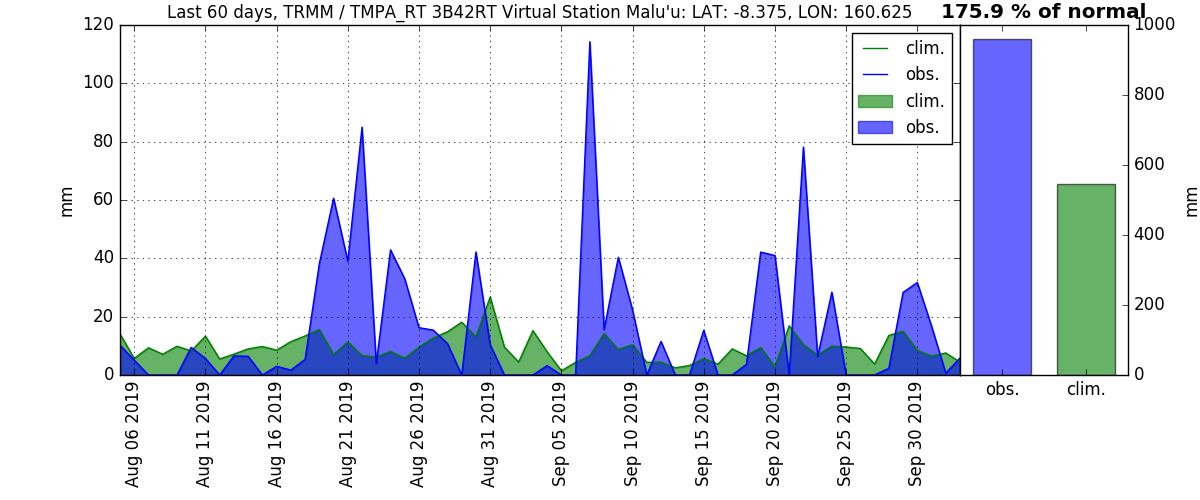 Last 60 days, TRMM / TMPA_RT 3B42RT Virtual Station Malu'u: LAT: -8.375, LON: 160.625
175.9 % of normal
120
100
80
60
40
20
0
mm
clim.
obs.
clim.
obs.
1000
800
600
400
200
0
mm
Aug 06 2019
Aug 11 2019
Aug 16 2019
Aug 21 2019
Aug 26 2019
Aug 31 2019
Sep 05 2019
Sep 10 2019
Sep 15 2019
Sep 20 2019
Sep 25 2019
Sep 30 2019
obs.
clim.